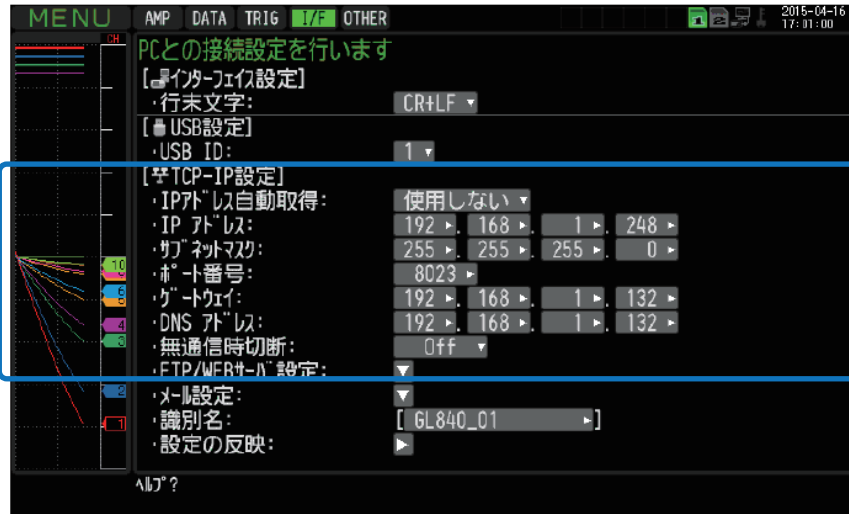 MENU AMP DATA TRIG I/F OTHER 1 2 2015-04-16
17:01:00
CH
PCとの接続設定を行います
[インターフェイス設定]
・行末文字: CR+LF
[USB設定]
・USB ID: 1
[TCP-IP設定]
・IPアドレス自動取得: 使用しない
・IP アドレス: 192. 168. 1. 248
・サブネットマスク: 255. 255. 255. 0
・ポート番号: 8023
・ゲートウェイ: 192. 168. 1. 132
・DNS アドレス: 192. 168. 1. 132
・無通信時切断: Off
・FTP/WEBサーバ設定:
・メール設定:
・識別名: [GL840_01]
・設定の反映:
10
6
4
3
2
1
ヘルプ?